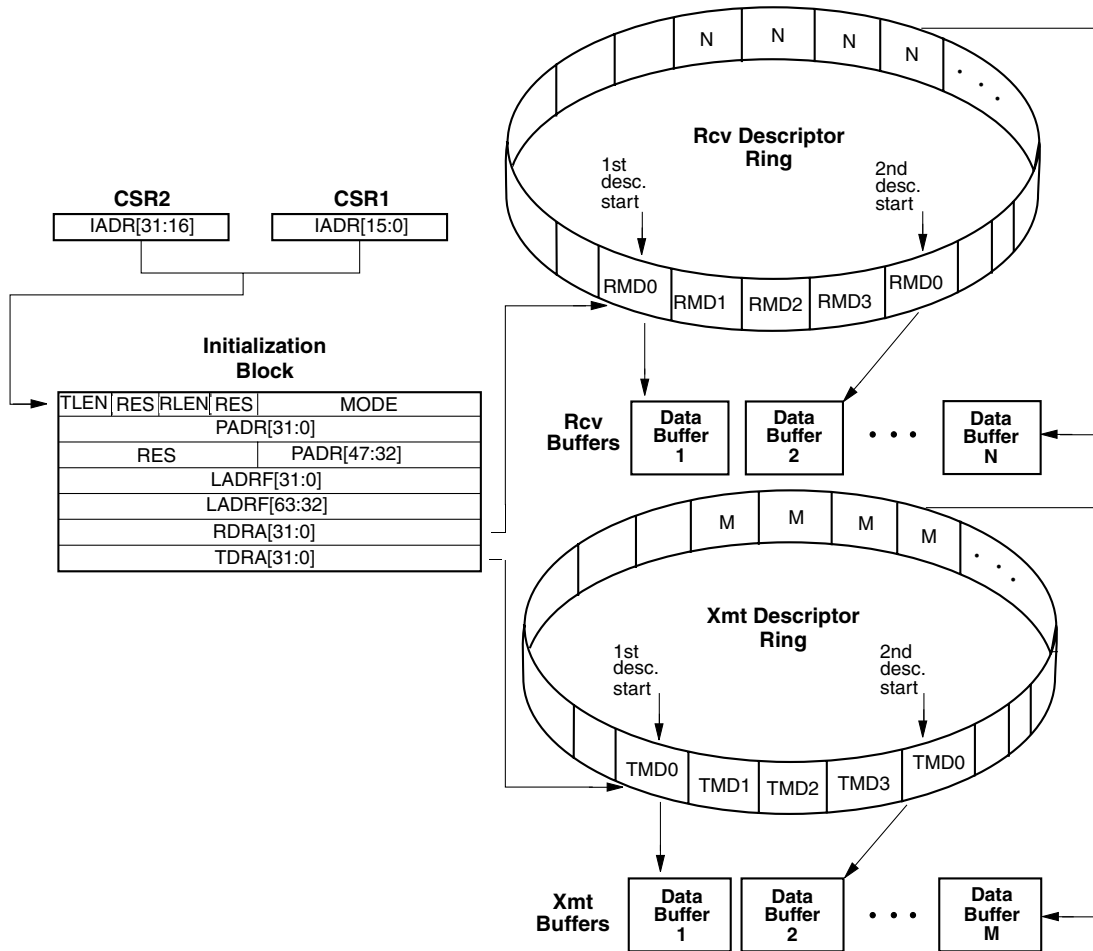 N N N N . . .
Rcv Descriptor
Ring
1st
desc.
start
2nd
desc.
start
RMD0 RMD1 RMD2 RMD3 RMD0
CSR2
IADR[31:16]
CSR1
IADR[15:0]
Initialization
Block
TLEN RES RLEN RES MODE
PADR[31:0]
RES PADR[47:32]
LADRF[31:0]
LADRF[63:32]
RDRA[31:0]
TDRA[31:0]
Rcv
Buffers
Data
Buffer
1
Data
Buffer
2
• • •
Data
Buffer
N
M M M M . . .
Xmt Descriptor
Ring
1st
desc.
start
2nd
desc.
start
TMD0 TMD1 TMD2 TMD3 TMD0
Xmt
Buffers
Data
Buffer
1
Data
Buffer
2
• • •
Data
Buffer
M